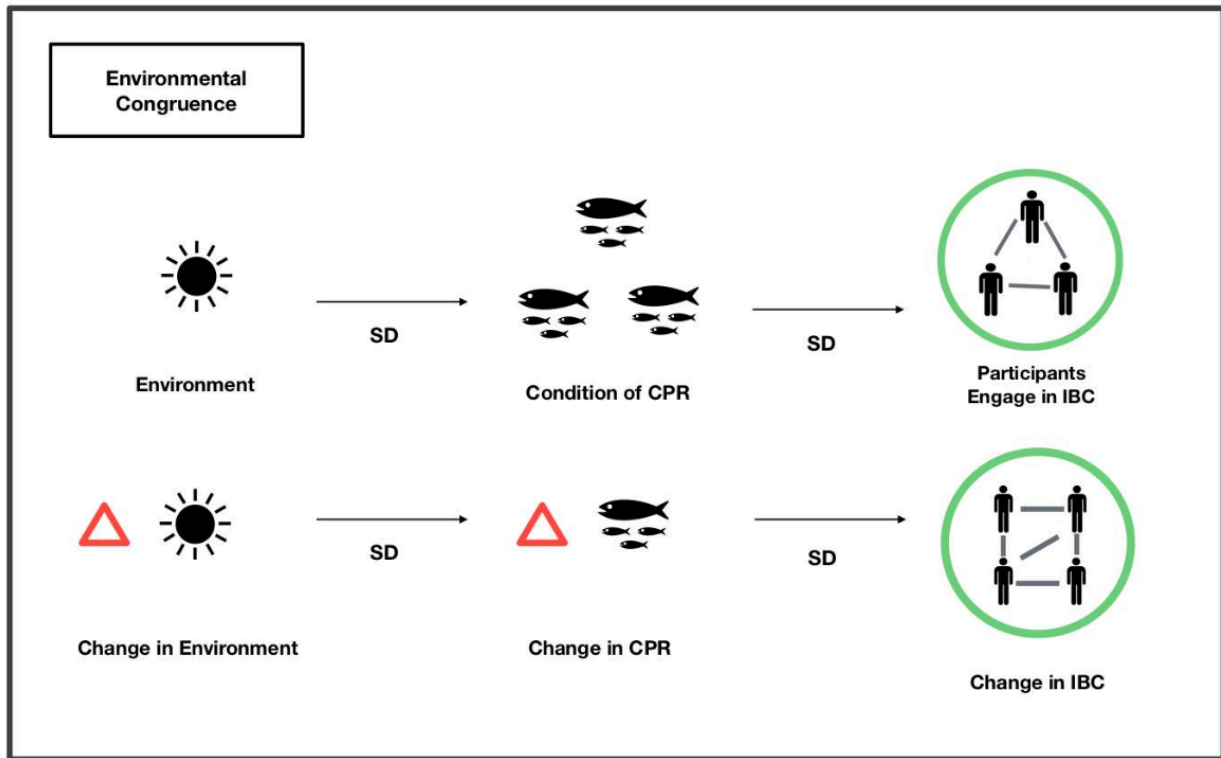 Environmental
Congruence
SD
SD
Environment
Condition of CPR
Participants
Engage in IBC
SD
SD
Change in Environment
Change in CPR
Change in IBC